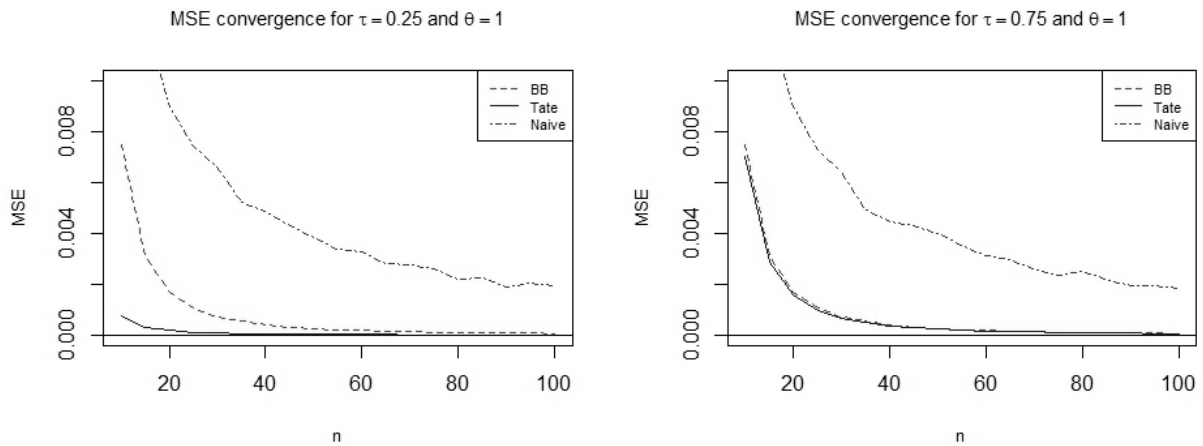 MSE convergence for τ = 0.25 and θ = 1
MSE
0.008
0.004
0.000
BB
Tate
Naive
20 40 60 80 100
n
MSE convergence for τ = 0.75 and θ = 1
MSE
0.008
0.004
0.000
BB
Tate
Naive
20 40 60 80 100
n